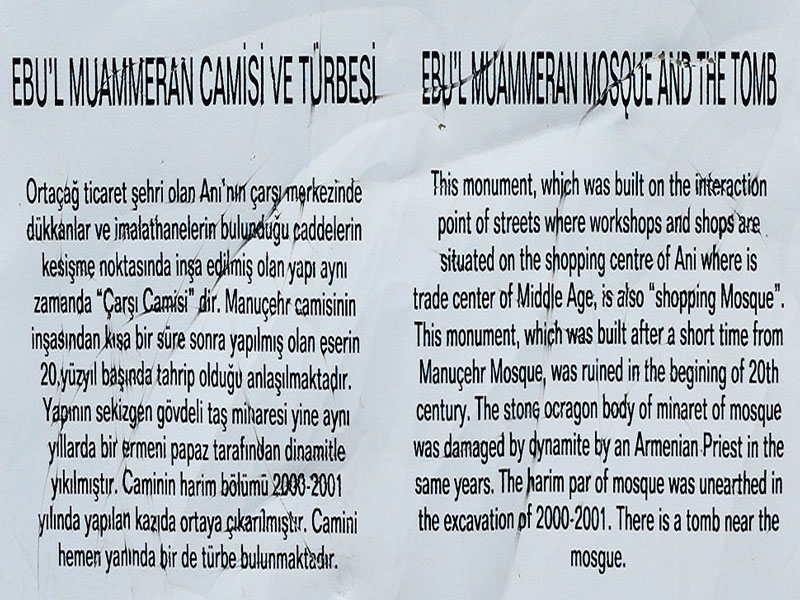 EBU'L MUAMMERAN CAMİSİ VE TÜRBESİ
Ortaçağ ticaret şehri olan Ani'nin çarşı merkezinde
dükkanlar ve imalathanelerin bulunduğu caddelerin
kesişme noktasında inşa edilmiş olan yapı aynı
zamanda "Çarşı Camisi" dir. Manuçehr camisinin
inşasından kısa bir süre sonra yapılmış olan eserin
20.yüzyıl başında tahrip olduğu anlaşılmaktadır.
Yapının sekizgen gövdeli taş minaresi yine aynı
yıllarda bir ermeni papaz tarafından dinamitle
yıkılmıştır. Caminin harim bölümü 2000-2001
yılında yapılan kazıda ortaya çıkarılmıştır. Camini
hemen yanında bir de türbe bulunmaktadır.
EBU'L MUAMMERAN MOSQUE AND THE TOMB
This monument, which was built on the interaction
point of streets where workshops and shops are
situated on the shopping centre of Ani where is
trade center of Middle Age, is also "shopping Mosque".
This monument, which was built after a short time from
Manuçehr Mosque, was ruined in the begining of 20th
century. The stone ocragon body of minaret of mosque
was damaged by dynamite by an Armenian Priest in the
same years. The harim par of mosque was unearthed in
the excavation of 2000-2001. There is a tomb near the
mosgue.